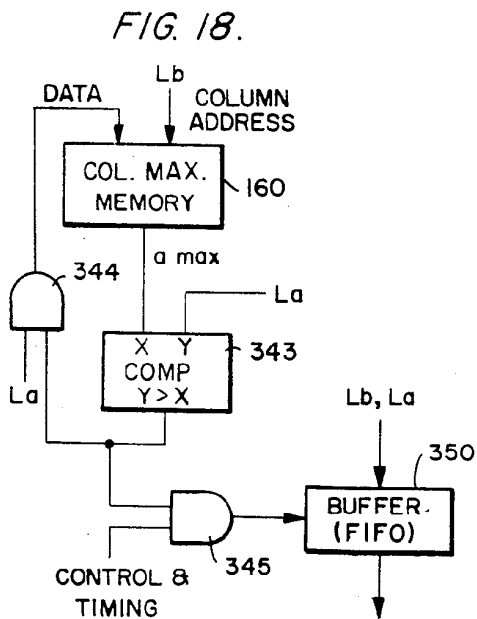 FIG. 18.
Lb
DATA
COLUMN
ADDRESS
COL. MAX.
MEMORY
160
344
a max
La
X Y
343
COMP
Y > X
La
Lb, La
350
BUFFER
(FIFO)
345
CONTROL &
TIMING